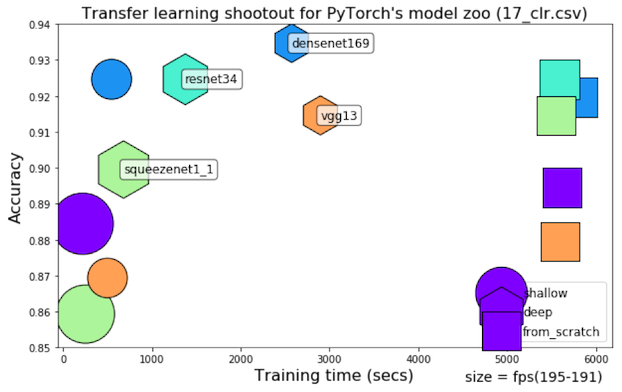 Transfer learning shootout for PyTorch's model zoo (17_clr.csv)
0.94
0.93
0.92
0.91
0.90
0.89
0.88
0.87
0.86
0.85
Accuracy
densenet169
resnet34
vgg13
squeezenet1_1
shallow
deep
from_scratch
0 1000 2000 3000 4000 5000 6000
Training time (secs)
size = fps(195-191)